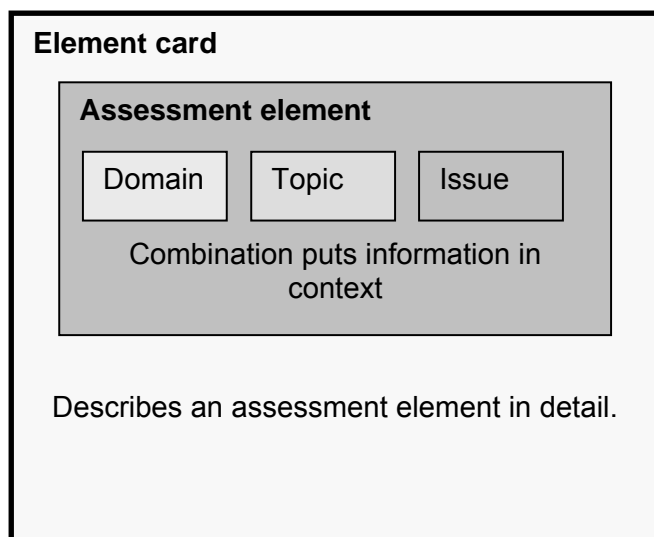 Element card
Assessment element
Domain
Topic
Issue
Combination puts information in
context
Describes an assessment element in detail.